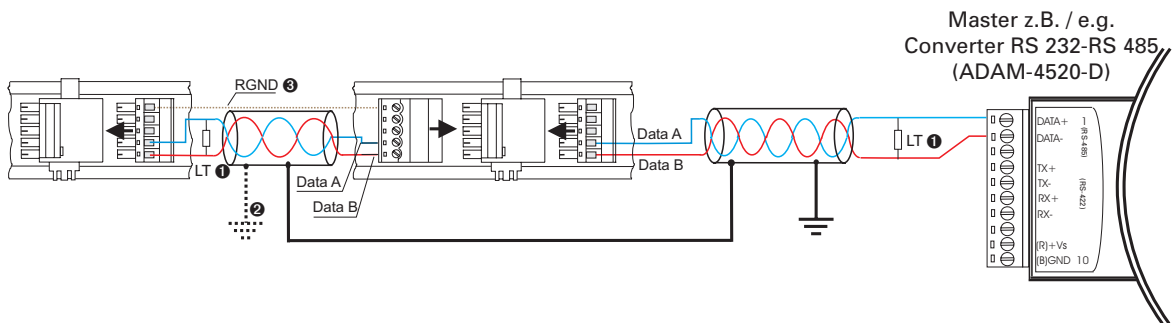 Master z.B. / e.g.
Converter RS 232-RS 485
(ADAM-4520-D)
RGND ❸
LT ❶
❷
Data A
Data B
Data A
Data B
LT ❶
DATA+ 1
DATA-
(RS-485)
TX+
TX-
RX+
RX-
(RS-422)
(R)+Vs
(B)GND 10